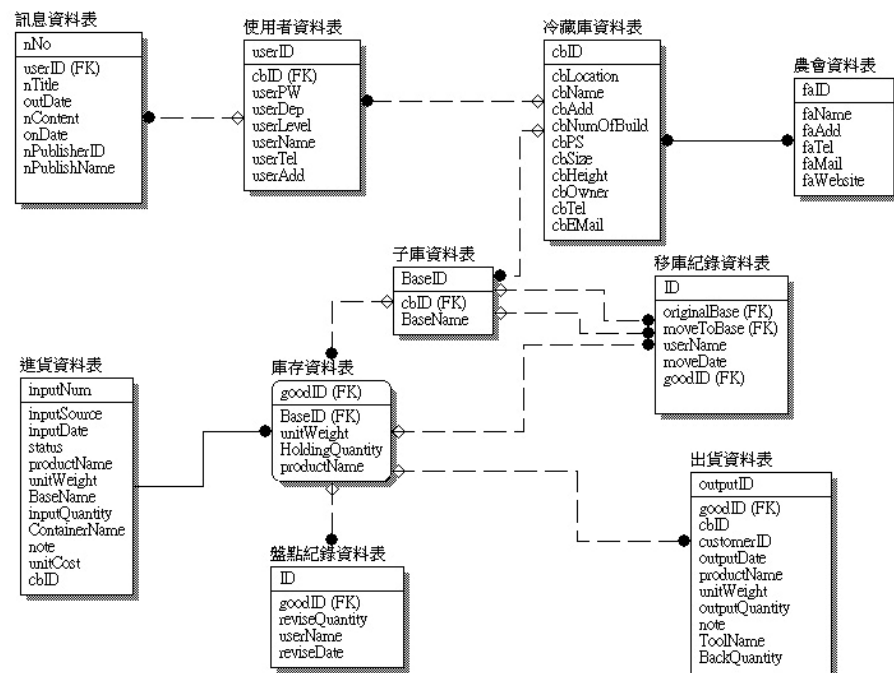 訊息資料表
nNo
userID (FK)
nTitle
outDate
nContent
onDate
nPublisherID
nPublishName
使用者資料表
userID
cbID (FK)
userPW
userDep
userLevel
userName
userTel
userAdd
冷藏庫資料表
cbID
cbLocation
cbName
cbAdd
cbNumOfBuild
cbPS
cbSize
cbHeight
cbOwner
cbTel
cbEMail
農會資料表
faID
faName
faAdd
faTel
faMail
faWebsite
子庫資料表
BaseID
cbID (FK)
BaseName
移庫紀錄資料表
ID
originalBase (FK)
moveToBase (FK)
userName
moveDate
goodID (FK)
進貨資料表
inputNum
inputSource
inputDate
status
productName
unitWeight
BaseName
inputQuantity
ContainerName
note
unitCost
cbID
庫存資料表
goodID (FK)
BaseID (FK)
unitWeight
HoldingQuantity
productName
盤點紀錄資料表
ID
goodID (FK)
reviseQuantity
userName
reviseDate
出貨資料表
outputID
goodID (FK)
cbID
customerID
outputDate
productName
unitWeight
outputQuantity
note
ToolName
BackQuantity